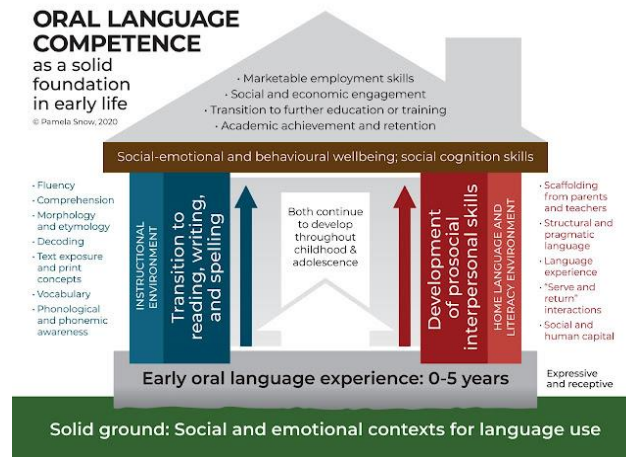 ORAL LANGUAGE
COMPETENCE
as a solid
foundation
in early life
© Pamela Snow, 2020
· Marketable employment skills
· Social and economic engagement
· Transition to further education or training
· Academic achievement and retention
Social-emotional and behavioural wellbeing; social cognition skills
· Fluency
· Comprehension
· Morphology
and etymology
· Decoding
· Text exposure
and print
concepts
· Vocabulary
· Phonological
and phonemic
awareness
INSTRUCTIONAL
ENVIRONMENT
Transition to
reading, writing,
and spelling
Both continue
to develop
throughout
childhood &
adolescence
Development
of prosocial
interpersonal skills
HOME LANGUAGE AND
LITERACY ENVIRONMENT
· Scaffolding
from parents
and teachers
· Structural and
pragmatic
language
· Language
experience
· "Serve and
return"
interactions
· Social and
human capital
Early oral language experience: 0-5 years
Expressive
and receptive
Solid ground: Social and emotional contexts for language use